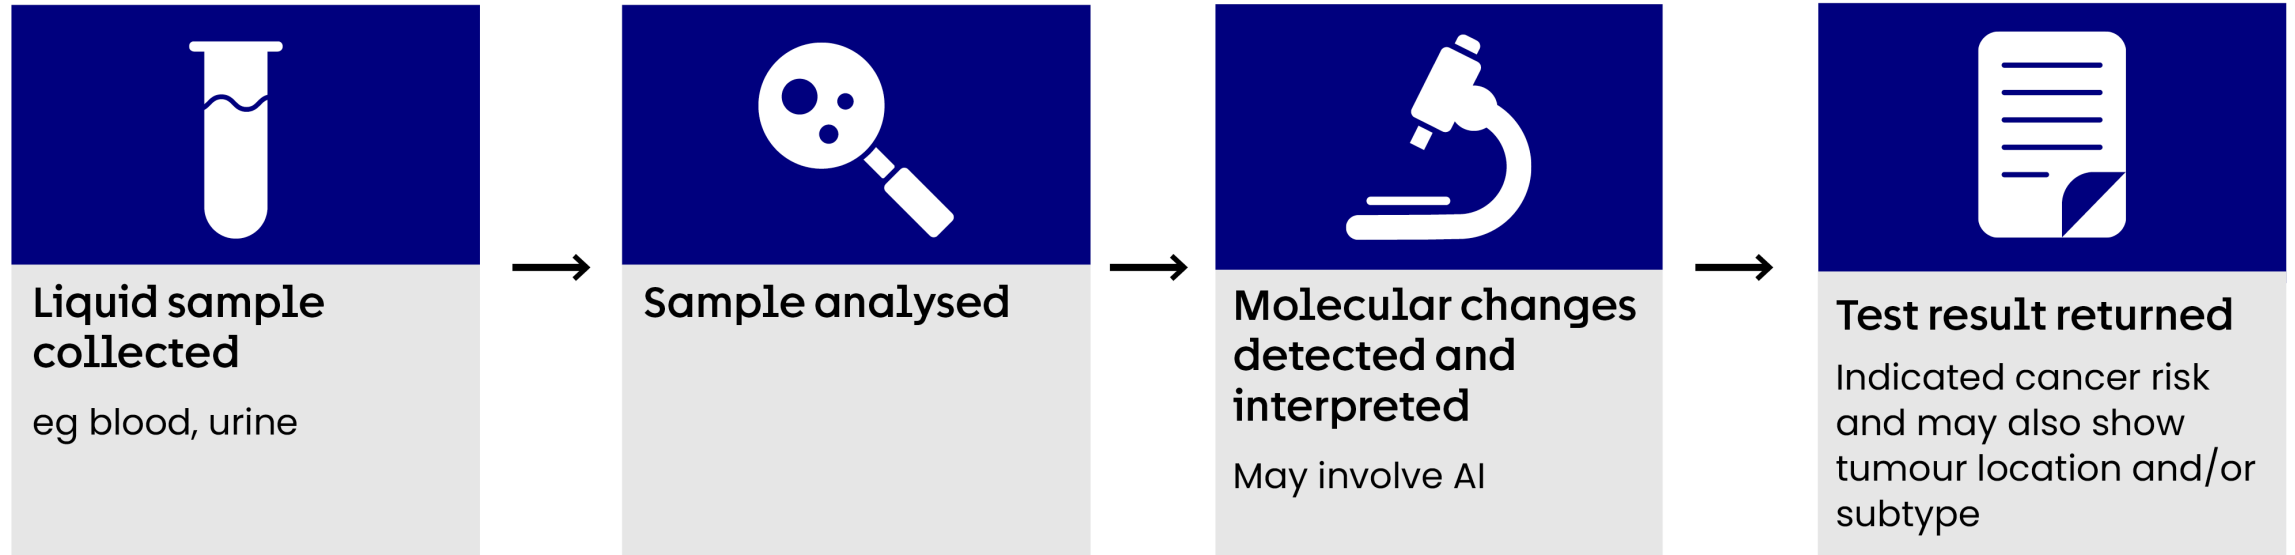 Liquid sample
collected
eg blood, urine
Sample analysed
Molecular changes
detected and
interpreted
May involve AI
Test result returned
Indicated cancer risk
and may also show
tumour location and/or
subtype